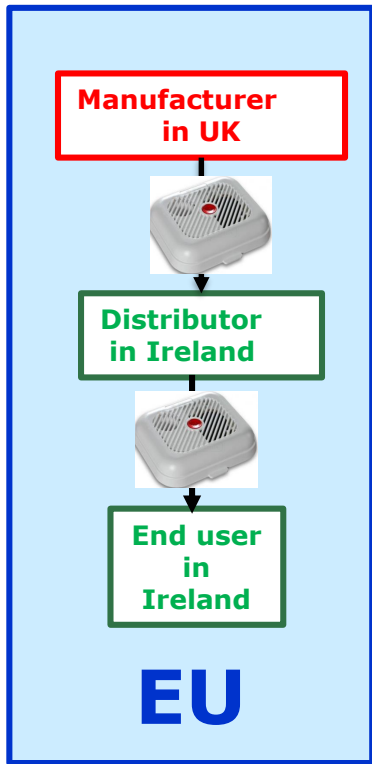 Manufacturer
in UK
Distributor
in Ireland
End user
in
Ireland
EU